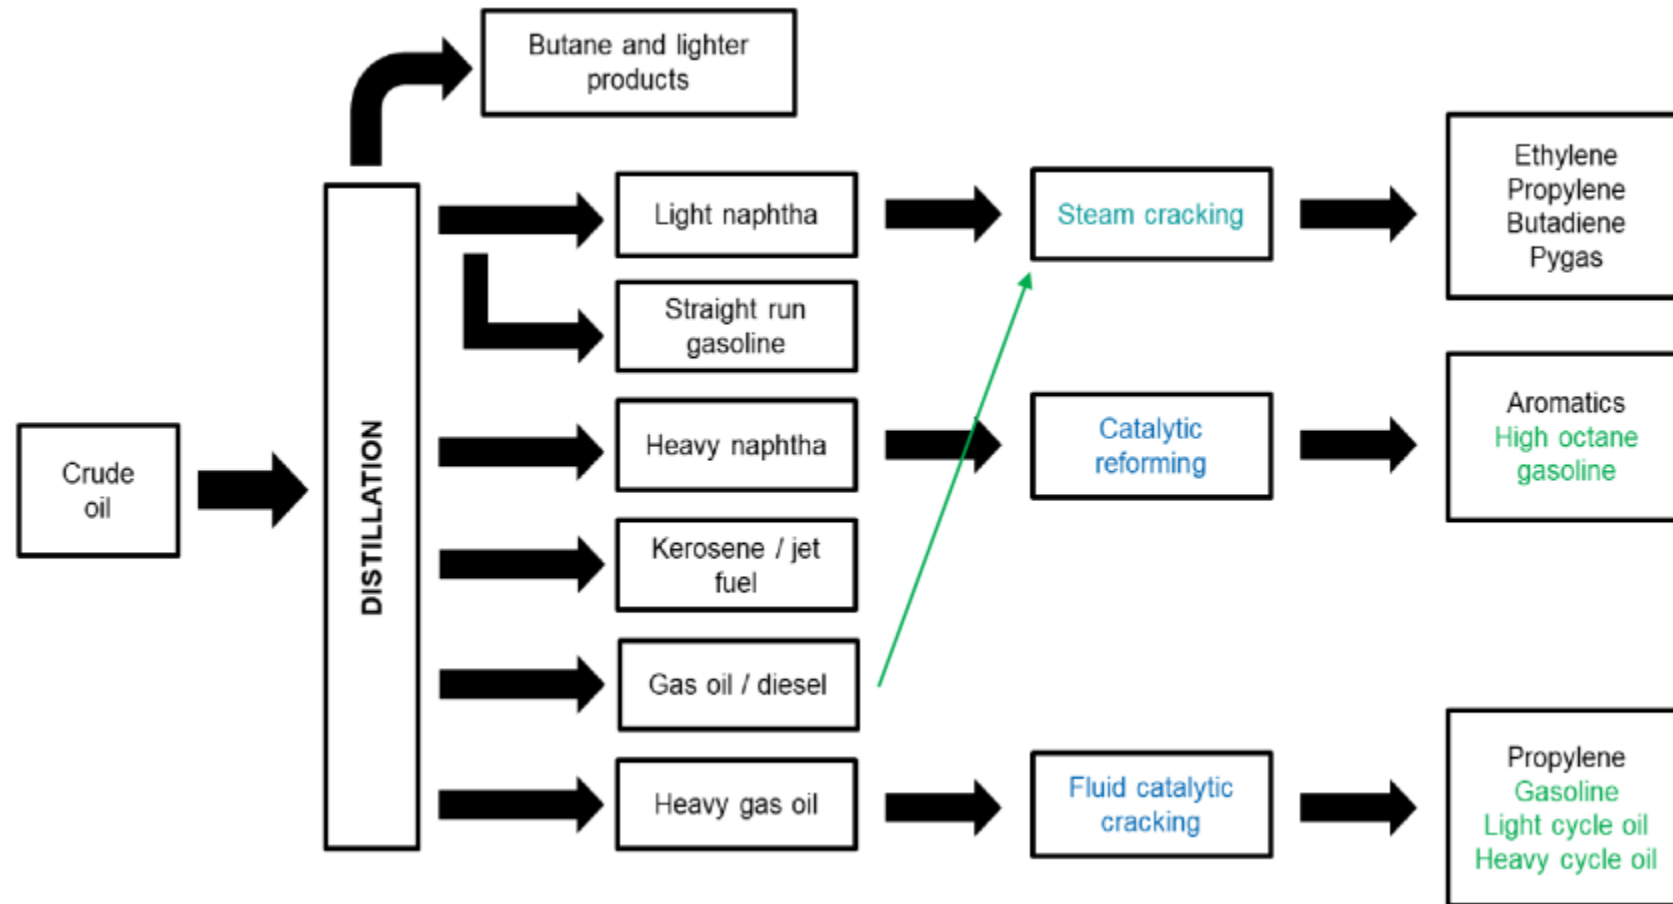 Butane and lighter
products
Light naphtha
Steam cracking
Ethylene
Propylene
Butadiene
Pygas
Straight run
gasoline
Crude
oil
DISTILLATION
Heavy naphtha
Catalytic
reforming
Aromatics
High octane
gasoline
Kerosene / jet
fuel
Gas oil / diesel
Heavy gas oil
Fluid catalytic
cracking
Propylene
Gasoline
Light cycle oil
Heavy cycle oil